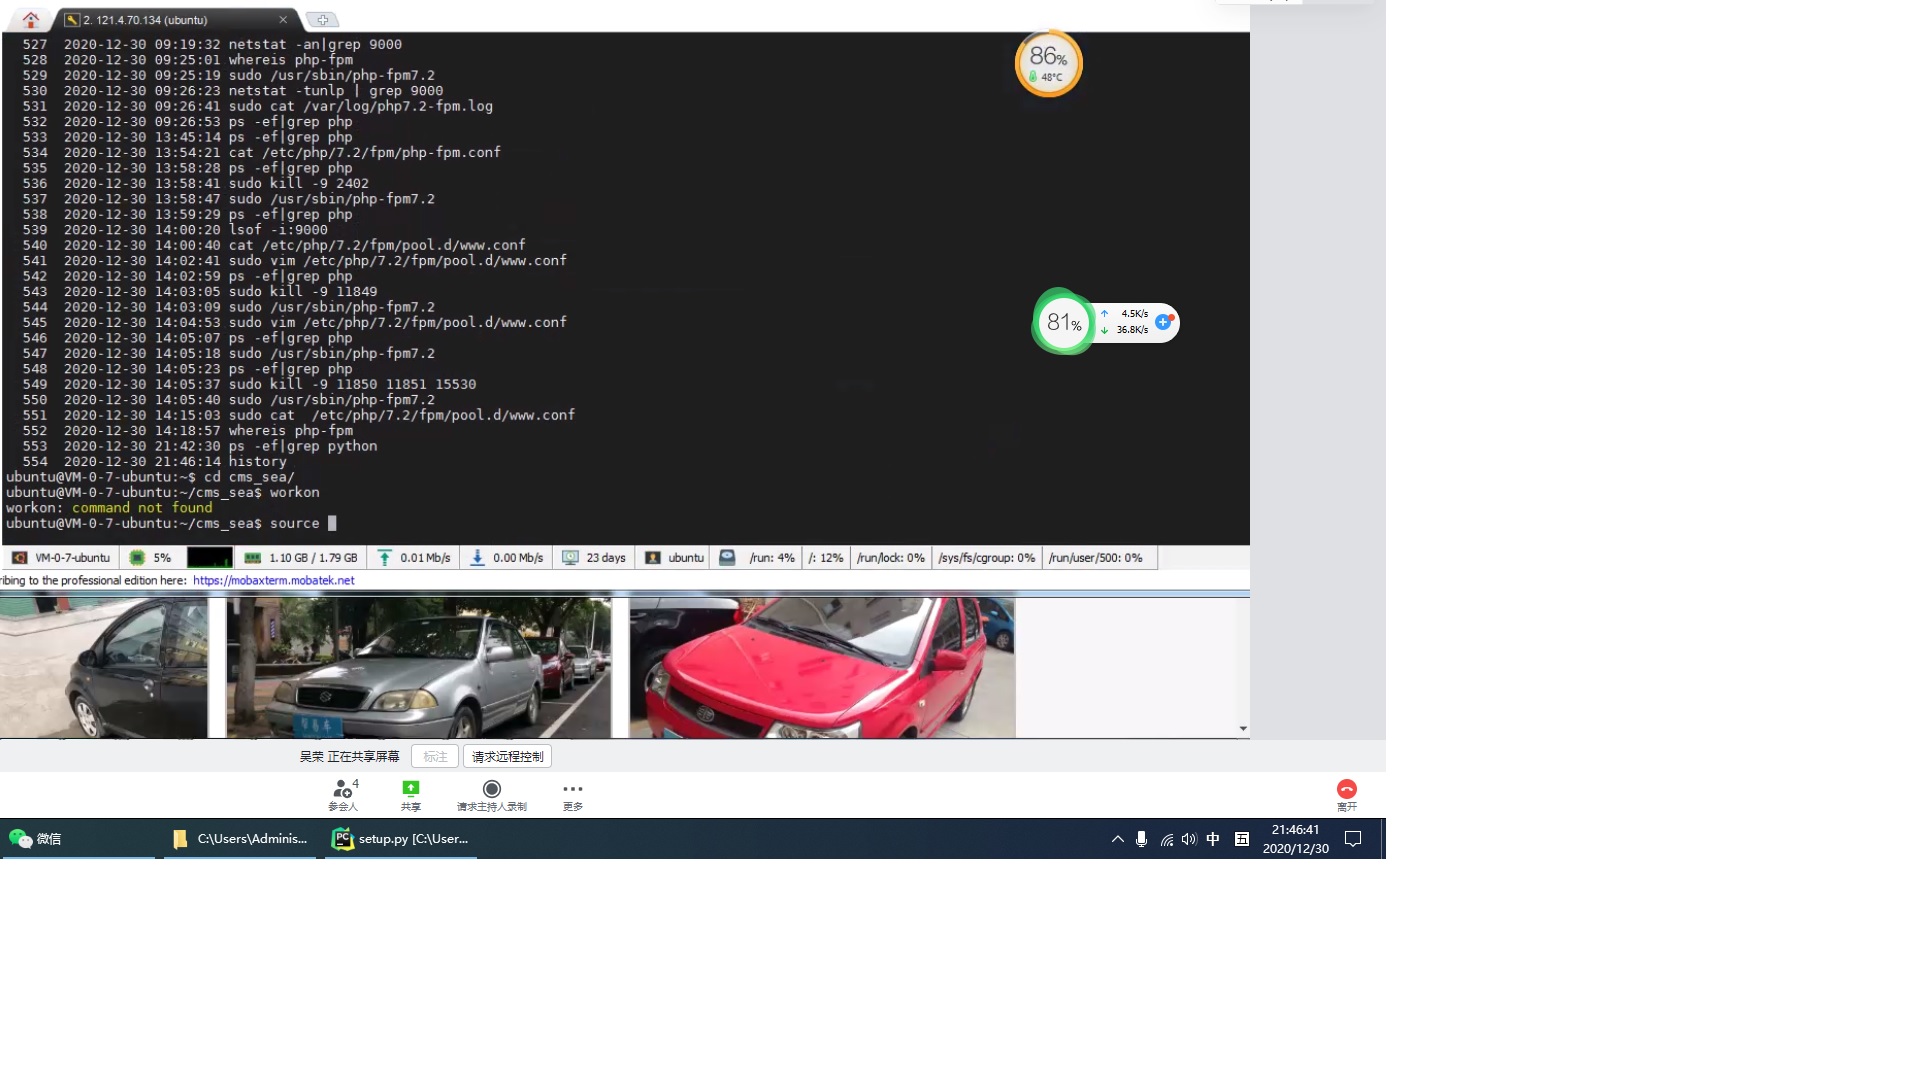 2. 121.4.70.134 (ubuntu)
527 2020-12-30 09:19:32 netstat -an|grep 9000
528 2020-12-30 09:25:01 whereis php-fpm
529 2020-12-30 09:25:19 sudo /usr/sbin/php-fpm7.2
530 2020-12-30 09:26:23 netstat -tunlp | grep 9000
531 2020-12-30 09:26:41 sudo cat /var/log/php7.2-fpm.log
532 2020-12-30 09:26:53 ps -ef|grep php
533 2020-12-30 13:45:14 ps -ef|grep php
534 2020-12-30 13:54:21 cat /etc/php/7.2/fpm/php-fpm.conf
535 2020-12-30 13:58:28 ps -ef|grep php
536 2020-12-30 13:58:41 sudo kill -9 2402
537 2020-12-30 13:58:47 sudo /usr/sbin/php-fpm7.2
538 2020-12-30 13:59:29 ps -ef|grep php
539 2020-12-30 14:00:20 lsof -i:9000
540 2020-12-30 14:00:40 cat /etc/php/7.2/fpm/pool.d/www.conf
541 2020-12-30 14:02:41 sudo vim /etc/php/7.2/fpm/pool.d/www.conf
542 2020-12-30 14:02:59 ps -ef|grep php
543 2020-12-30 14:03:05 sudo kill -9 11849
544 2020-12-30 14:03:09 sudo /usr/sbin/php-fpm7.2
545 2020-12-30 14:04:53 sudo vim /etc/php/7.2/fpm/pool.d/www.conf
546 2020-12-30 14:05:07 ps -ef|grep php
547 2020-12-30 14:05:18 sudo /usr/sbin/php-fpm7.2
548 2020-12-30 14:05:23 ps -ef|grep php
549 2020-12-30 14:05:37 sudo kill -9 11850 11851 15530
550 2020-12-30 14:05:40 sudo /usr/sbin/php-fpm7.2
551 2020-12-30 14:15:03 sudo cat  /etc/php/7.2/fpm/pool.d/www.conf
552 2020-12-30 14:18:57 whereis php-fpm
553 2020-12-30 21:42:30 ps -ef|grep python
554 2020-12-30 21:46:14 history
ubuntu@VM-0-7-ubuntu:~$ cd cms_sea/
ubuntu@VM-0-7-ubuntu:~/cms_sea$ workon
workon: command not found
ubuntu@VM-0-7-ubuntu:~/cms_sea$ source
86%
48°C
81%
4.5K/s
36.8K/s
VM-0-7-ubuntu 5% 1.10 GB / 1.79 GB 0.01 Mb/s 0.00 Mb/s 23 days ubuntu /run: 4% /: 12% /run/lock: 0% /sys/fs/cgroup: 0% /run/user/500: 0%
ribing to the professional edition here: https://mobaxterm.mobatek.net
吴荣 正在共享屏幕 标注 请求远程控制
4
参会人 共享 请求主持人录制 更多 离开
微信 C:\Users\Adminis... setup.py [C:\User... 中 五
21:46:41
2020/12/30